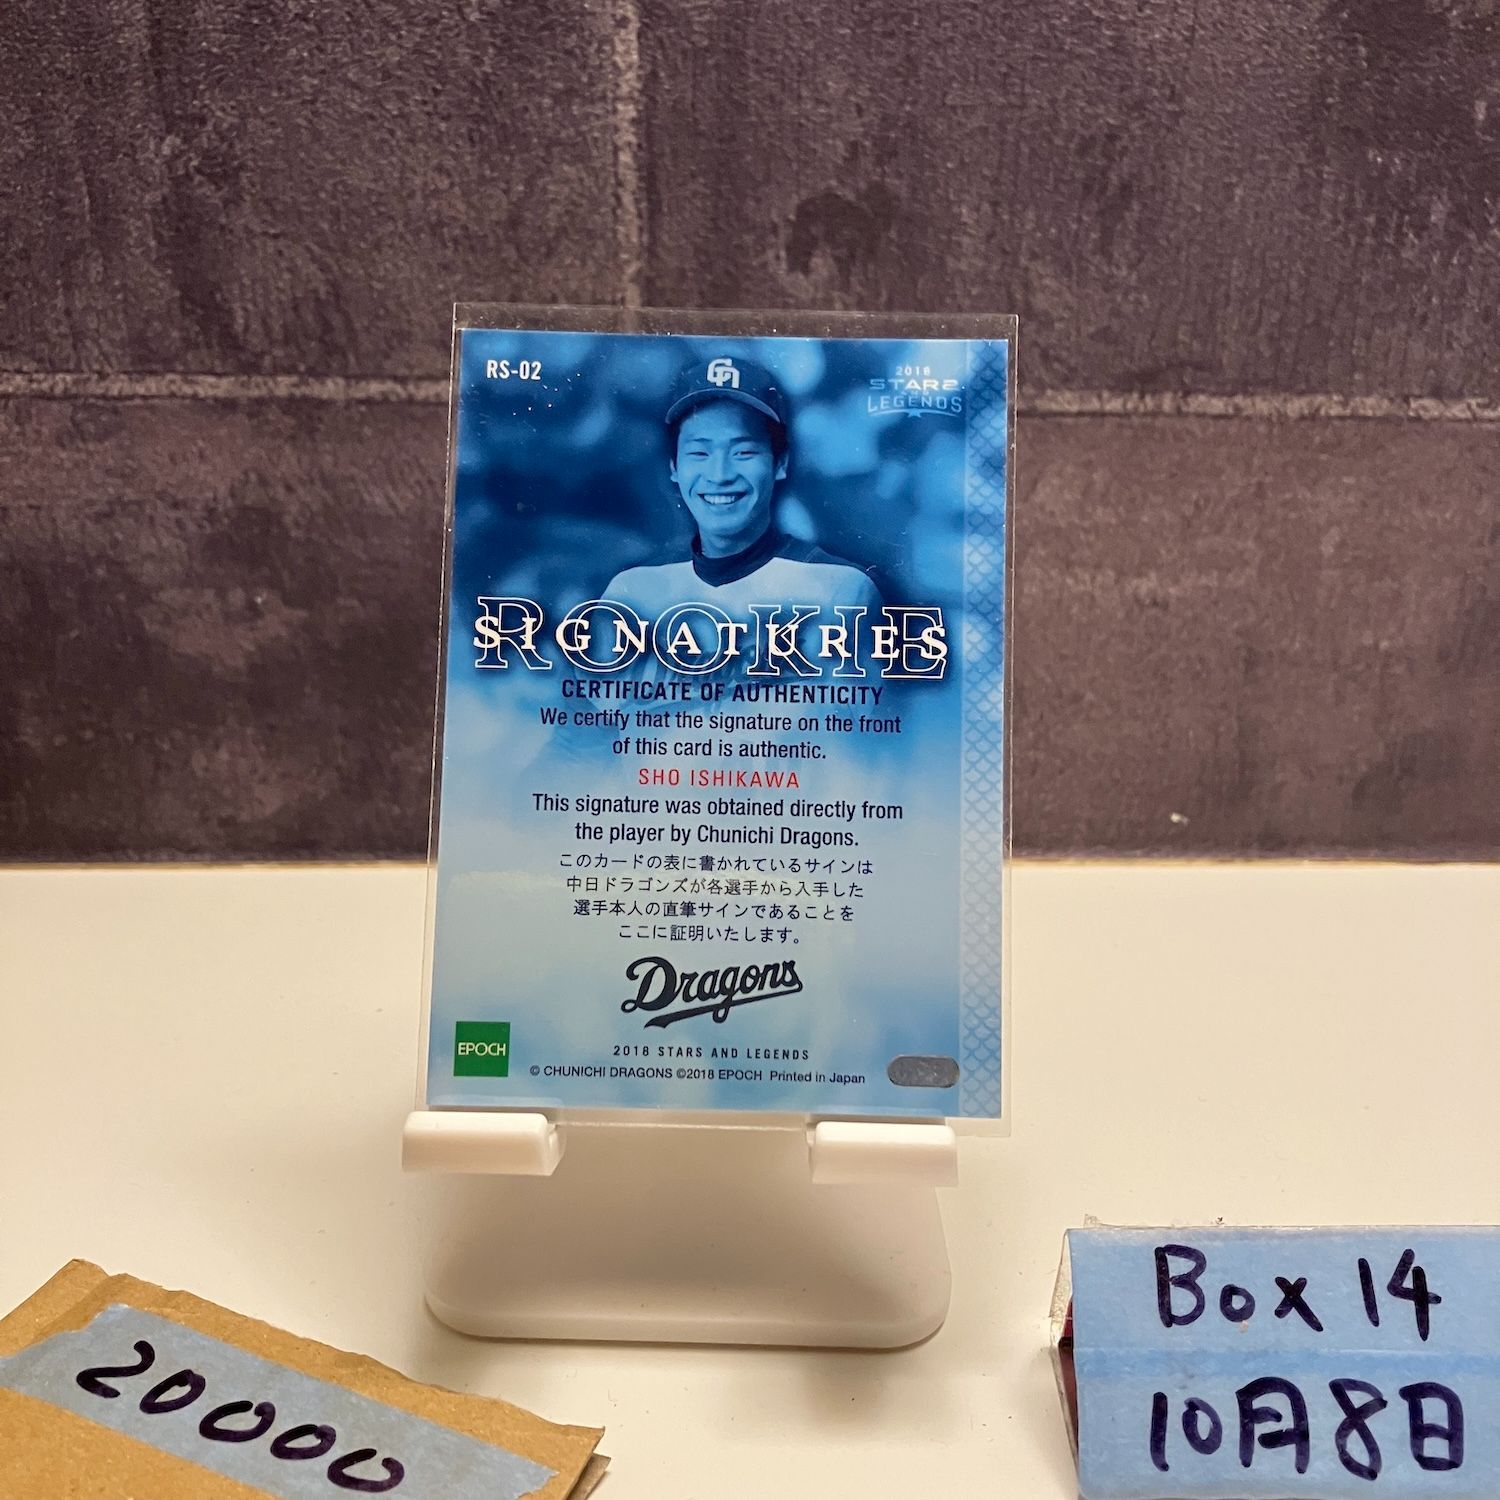 RS-02
2018
STARS
AND
LEGENDS
ROOKIE
SIGNATURES
CERTIFICATE OF AUTHENTICITY
We certify that the signature on the front
of this card is authentic.
SHO ISHIKAWA
This signature was obtained directly from
the player by Chunichi Dragons.
このカードの表に書かれているサインは
中日ドラゴンズが各選手から入手した
選手本人の直筆サインであることを
ここに証明いたします。
Dragons
EPOCH
2018 STARS AND LEGENDS
© CHUNICHI DRAGONS ©2018 EPOCH Printed in Japan
20000
Box 14
10月8日